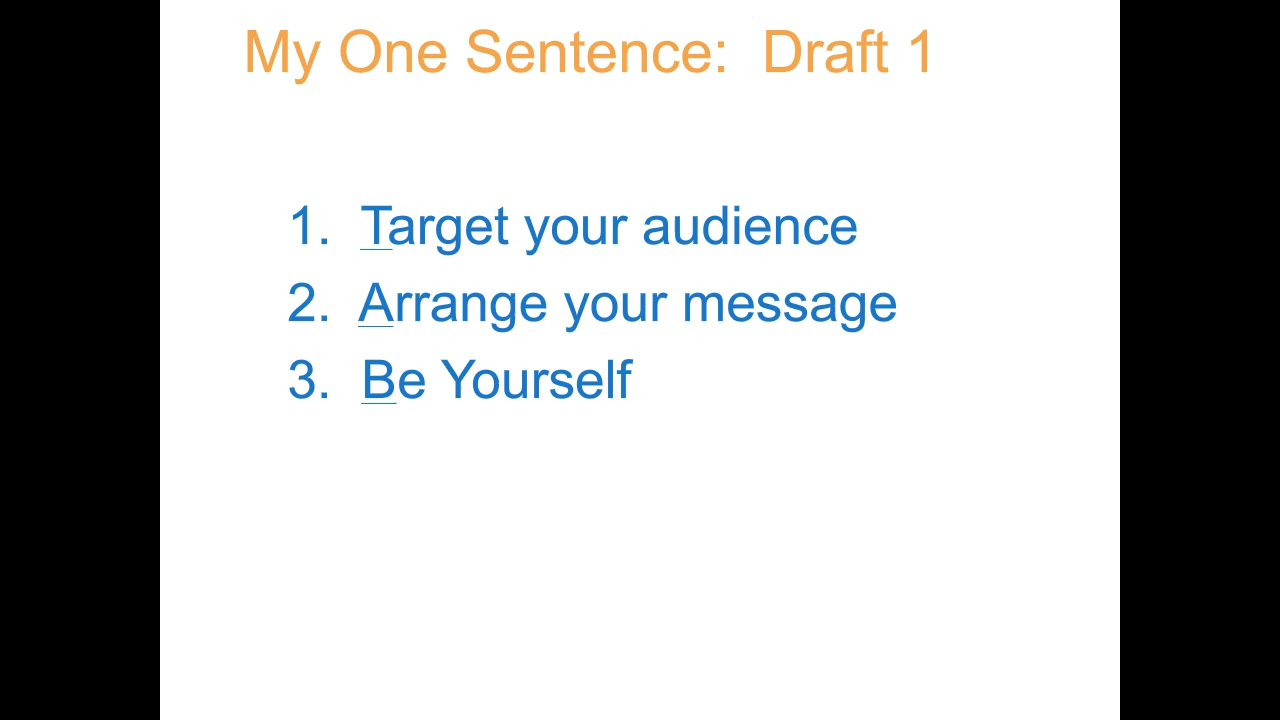 My One Sentence:  Draft 1
1. Target your audience
2. Arrange your message
3. Be Yourself